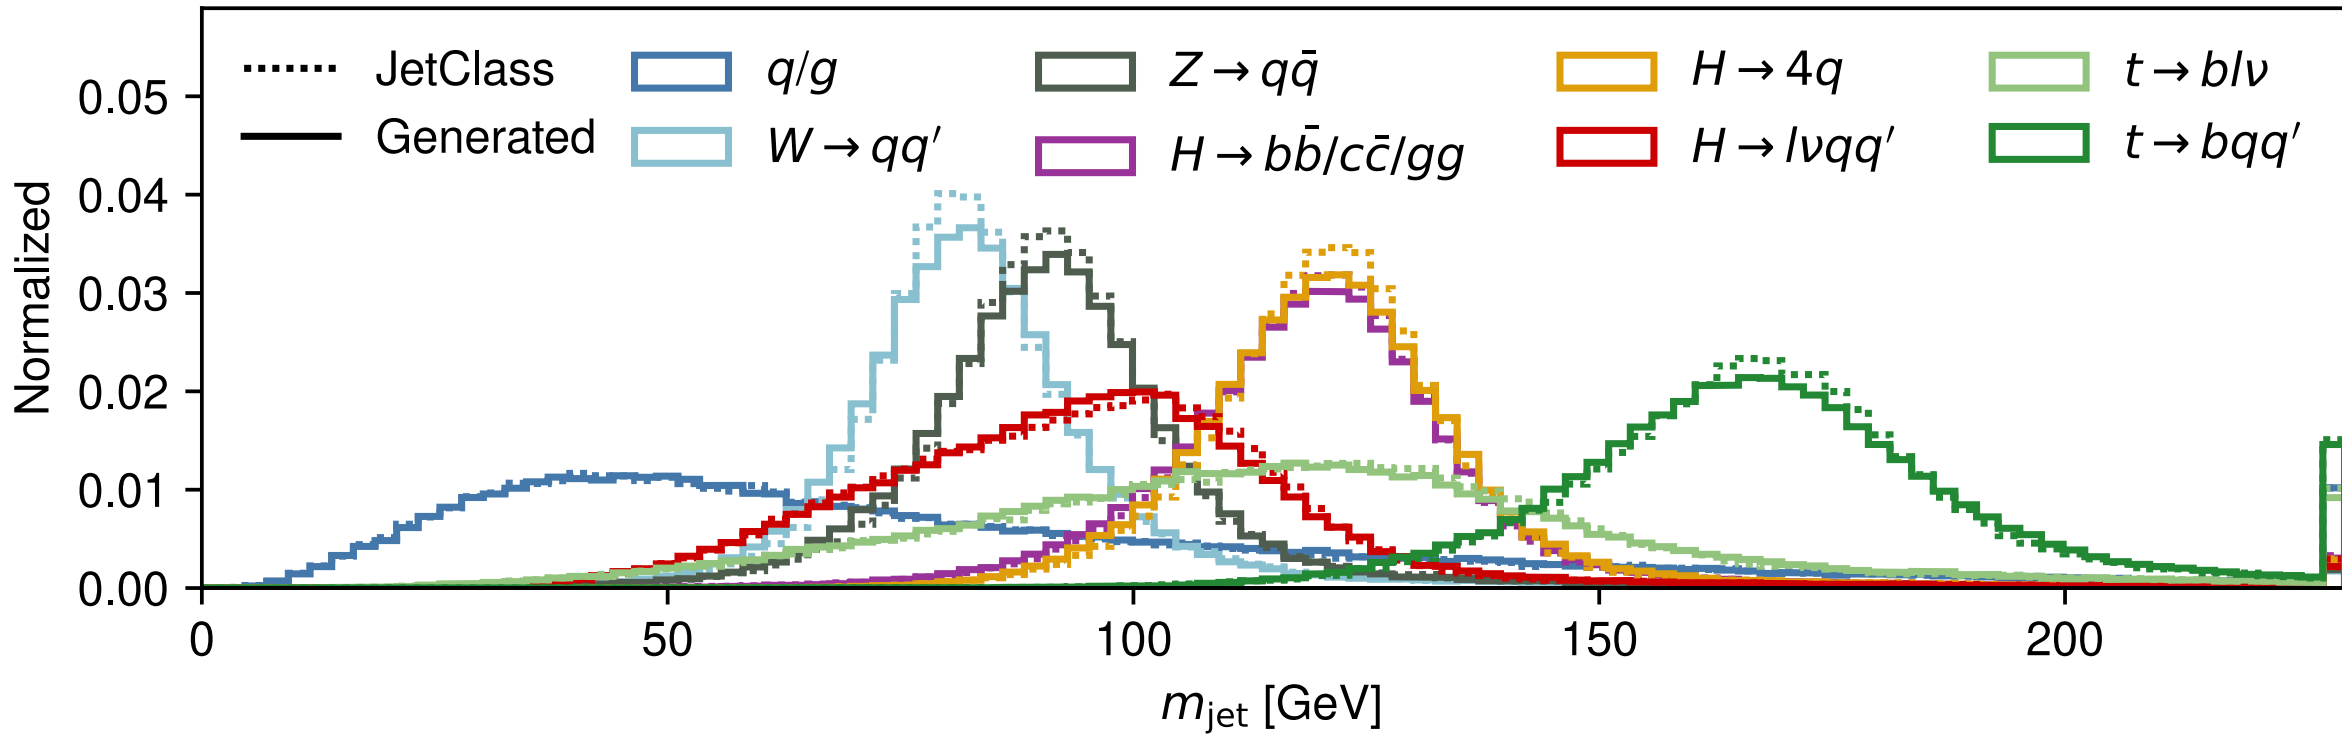 JetClass
Generated
q/g
W → qq′
Z → qq̄
H → bb̄/cc̄/gg
H → 4q
H → lνqq′
t → blν
t → bqq′
Normalized
0.05
0.04
0.03
0.02
0.01
0.00
0 50 100 150 200
m_jet [GeV]